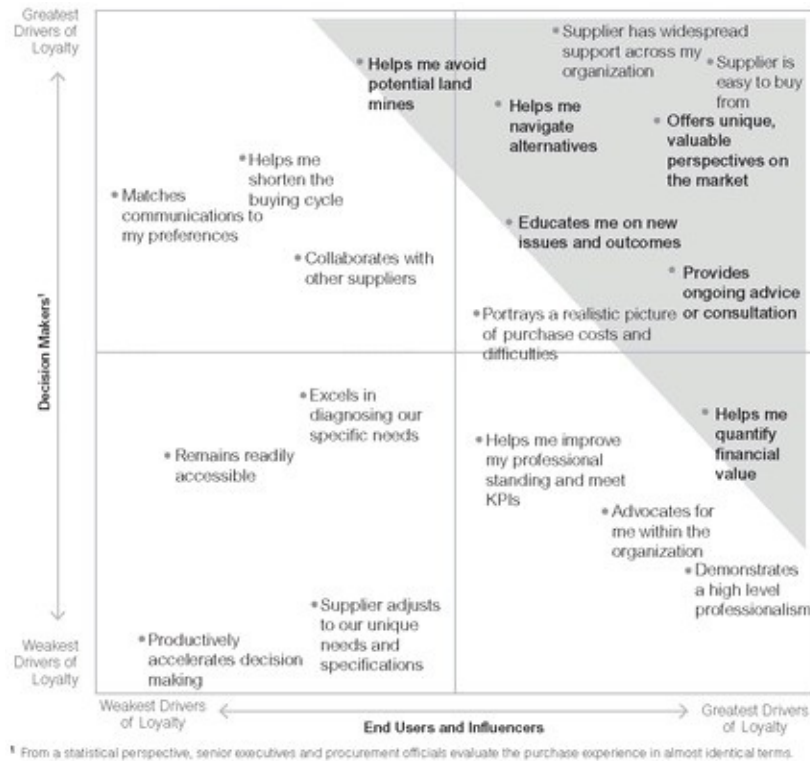 Greatest
Drivers of
Loyalty
Supplier has widespread
support across my
organization
Supplier is
easy to buy
from
Helps me avoid
potential land
mines
Helps me
navigate
alternatives
Offers unique,
valuable
perspectives on
the market
Helps me
shorten the
buying cycle
Matches
communications to
my preferences
Educates me on new
issues and outcomes
Collaborates with
other suppliers
Provides
ongoing advice
or consultation
Portrays a realistic picture
of purchase costs and
difficulties
Decision Makers¹
Excels in
diagnosing our
specific needs
Helps me
quantify
financial
value
Remains readily
accessible
Helps me improve
my professional
standing and meet
KPIs
Advocates for
me within the
organization
Demonstrates
a high level
professionalism
Supplier adjusts
to our unique
needs and
specifications
Productively
accelerates decision
making
Weakest
Drivers of
Loyalty
Weakest Drivers
of Loyalty
End Users and Influencers
Greatest Drivers
of Loyalty
¹ From a statistical perspective, senior executives and procurement officials evaluate the purchase experience in almost identical terms.